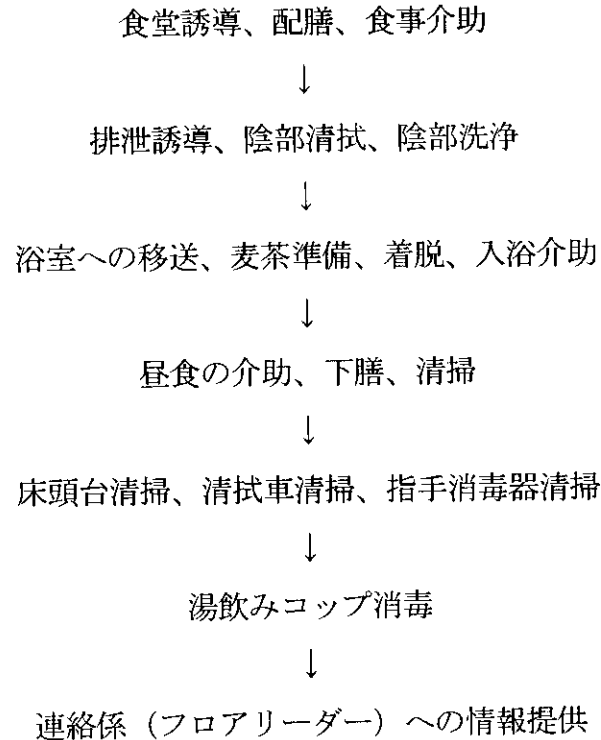 食堂誘導、配膳、食事介助
↓
排泄誘導、陰部清拭、陰部洗浄
↓
浴室への移送、麦茶準備、着脱、入浴介助
↓
昼食の介助、下膳、清掃
↓
床頭台清掃、清拭車清掃、指手消毒器清掃
↓
湯飲みコップ消毒
↓
連絡係（フロアリーダー）への情報提供